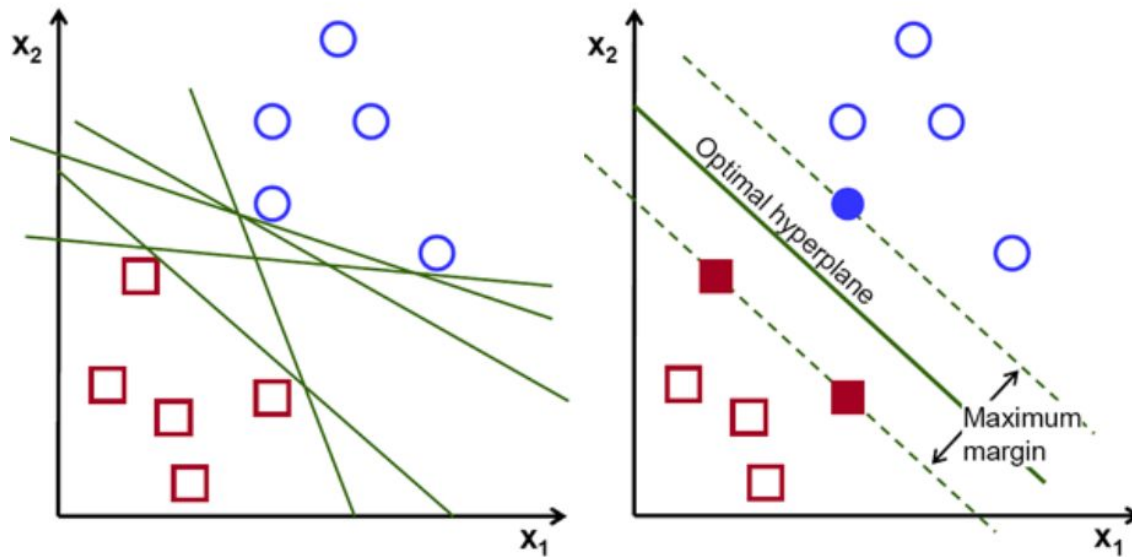 x₂
x₁
x₂
Optimal hyperplane
Maximum
margin
x₁